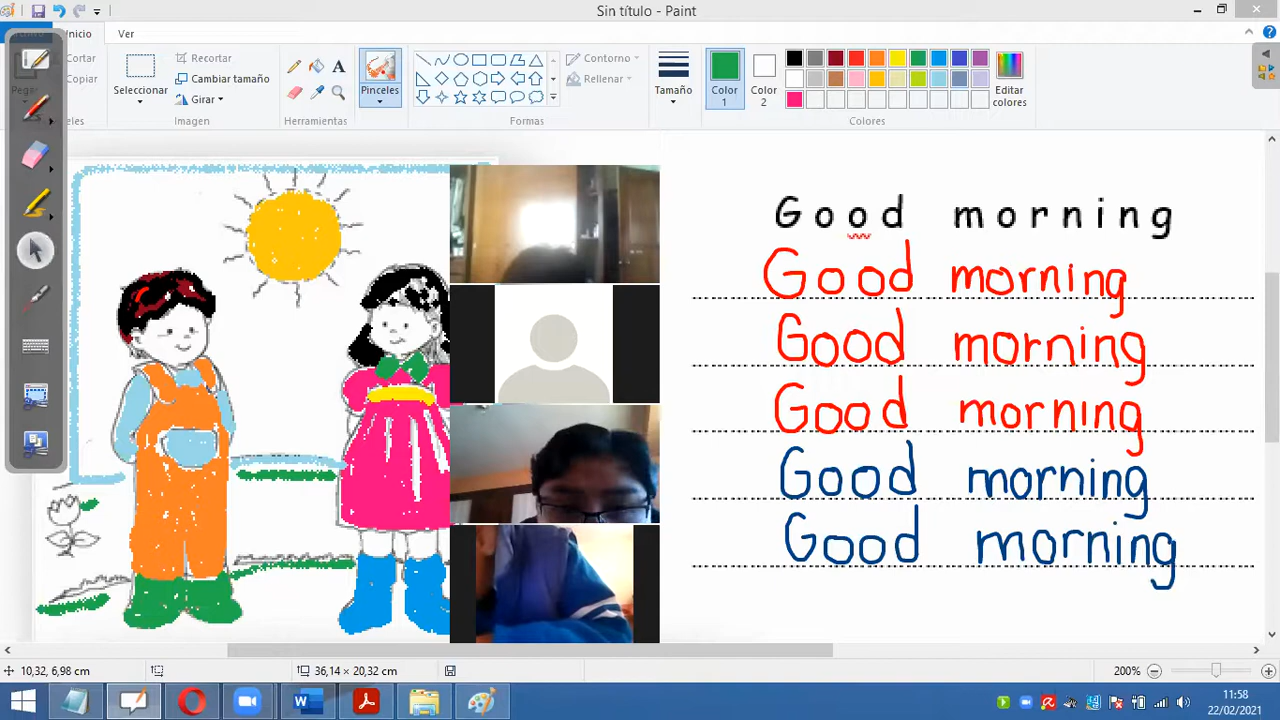 Sin título - Paint
Inicio
Ver
Cortar
Copiar
Pegar
Seleccionar
Recortar
Cambiar tamaño
Girar
Imagen
Herramientas
Pinceles
Formas
Contorno
Rellenar
Tamaño
Color 1
Color 2
Editar colores
Colores
Good morning
Good morning
Good morning
Good morning
Good morning
Good morning
10,32, 6,98 cm
36,14 × 20,32 cm
200%
11:58
22/02/2021